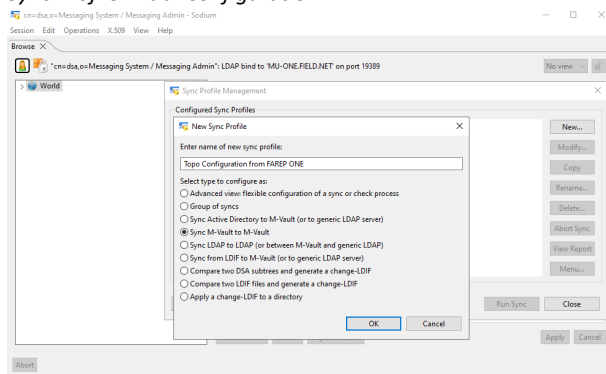 cn=dsa,o=Messaging System / Messaging Admin - Sodium
Session Edit Operations X.509 View Help
Browse
"cn=dsa,o=Messaging System / Messaging Admin": LDAP bind to 'MU-ONE.FIELD.NET' on port 19389
No view
World
Sync Profile Management
Configured Sync Profiles
New Sync Profile
Enter name of new sync profile:
Topo Configuration from FAREP ONE
Select type to configure as:
Advanced view: flexible configuration of a sync or check process
Group of syncs
Sync Active Directory to M-Vault (or to generic LDAP server)
Sync M-Vault to M-Vault
Sync LDAP to LDAP (or between M-Vault and generic LDAP)
Sync from LDIF to M-Vault (or to generic LDAP server)
Compare two DSA subtrees and generate a change-LDIF
Compare two LDIF files and generate a change-LDIF
Apply a change-LDIF to a directory
OK Cancel
New...
Modify...
Copy
Rename...
Delete...
Abort Sync
View Report
Menu...
Run Sync Close
Apply Cancel
Abort